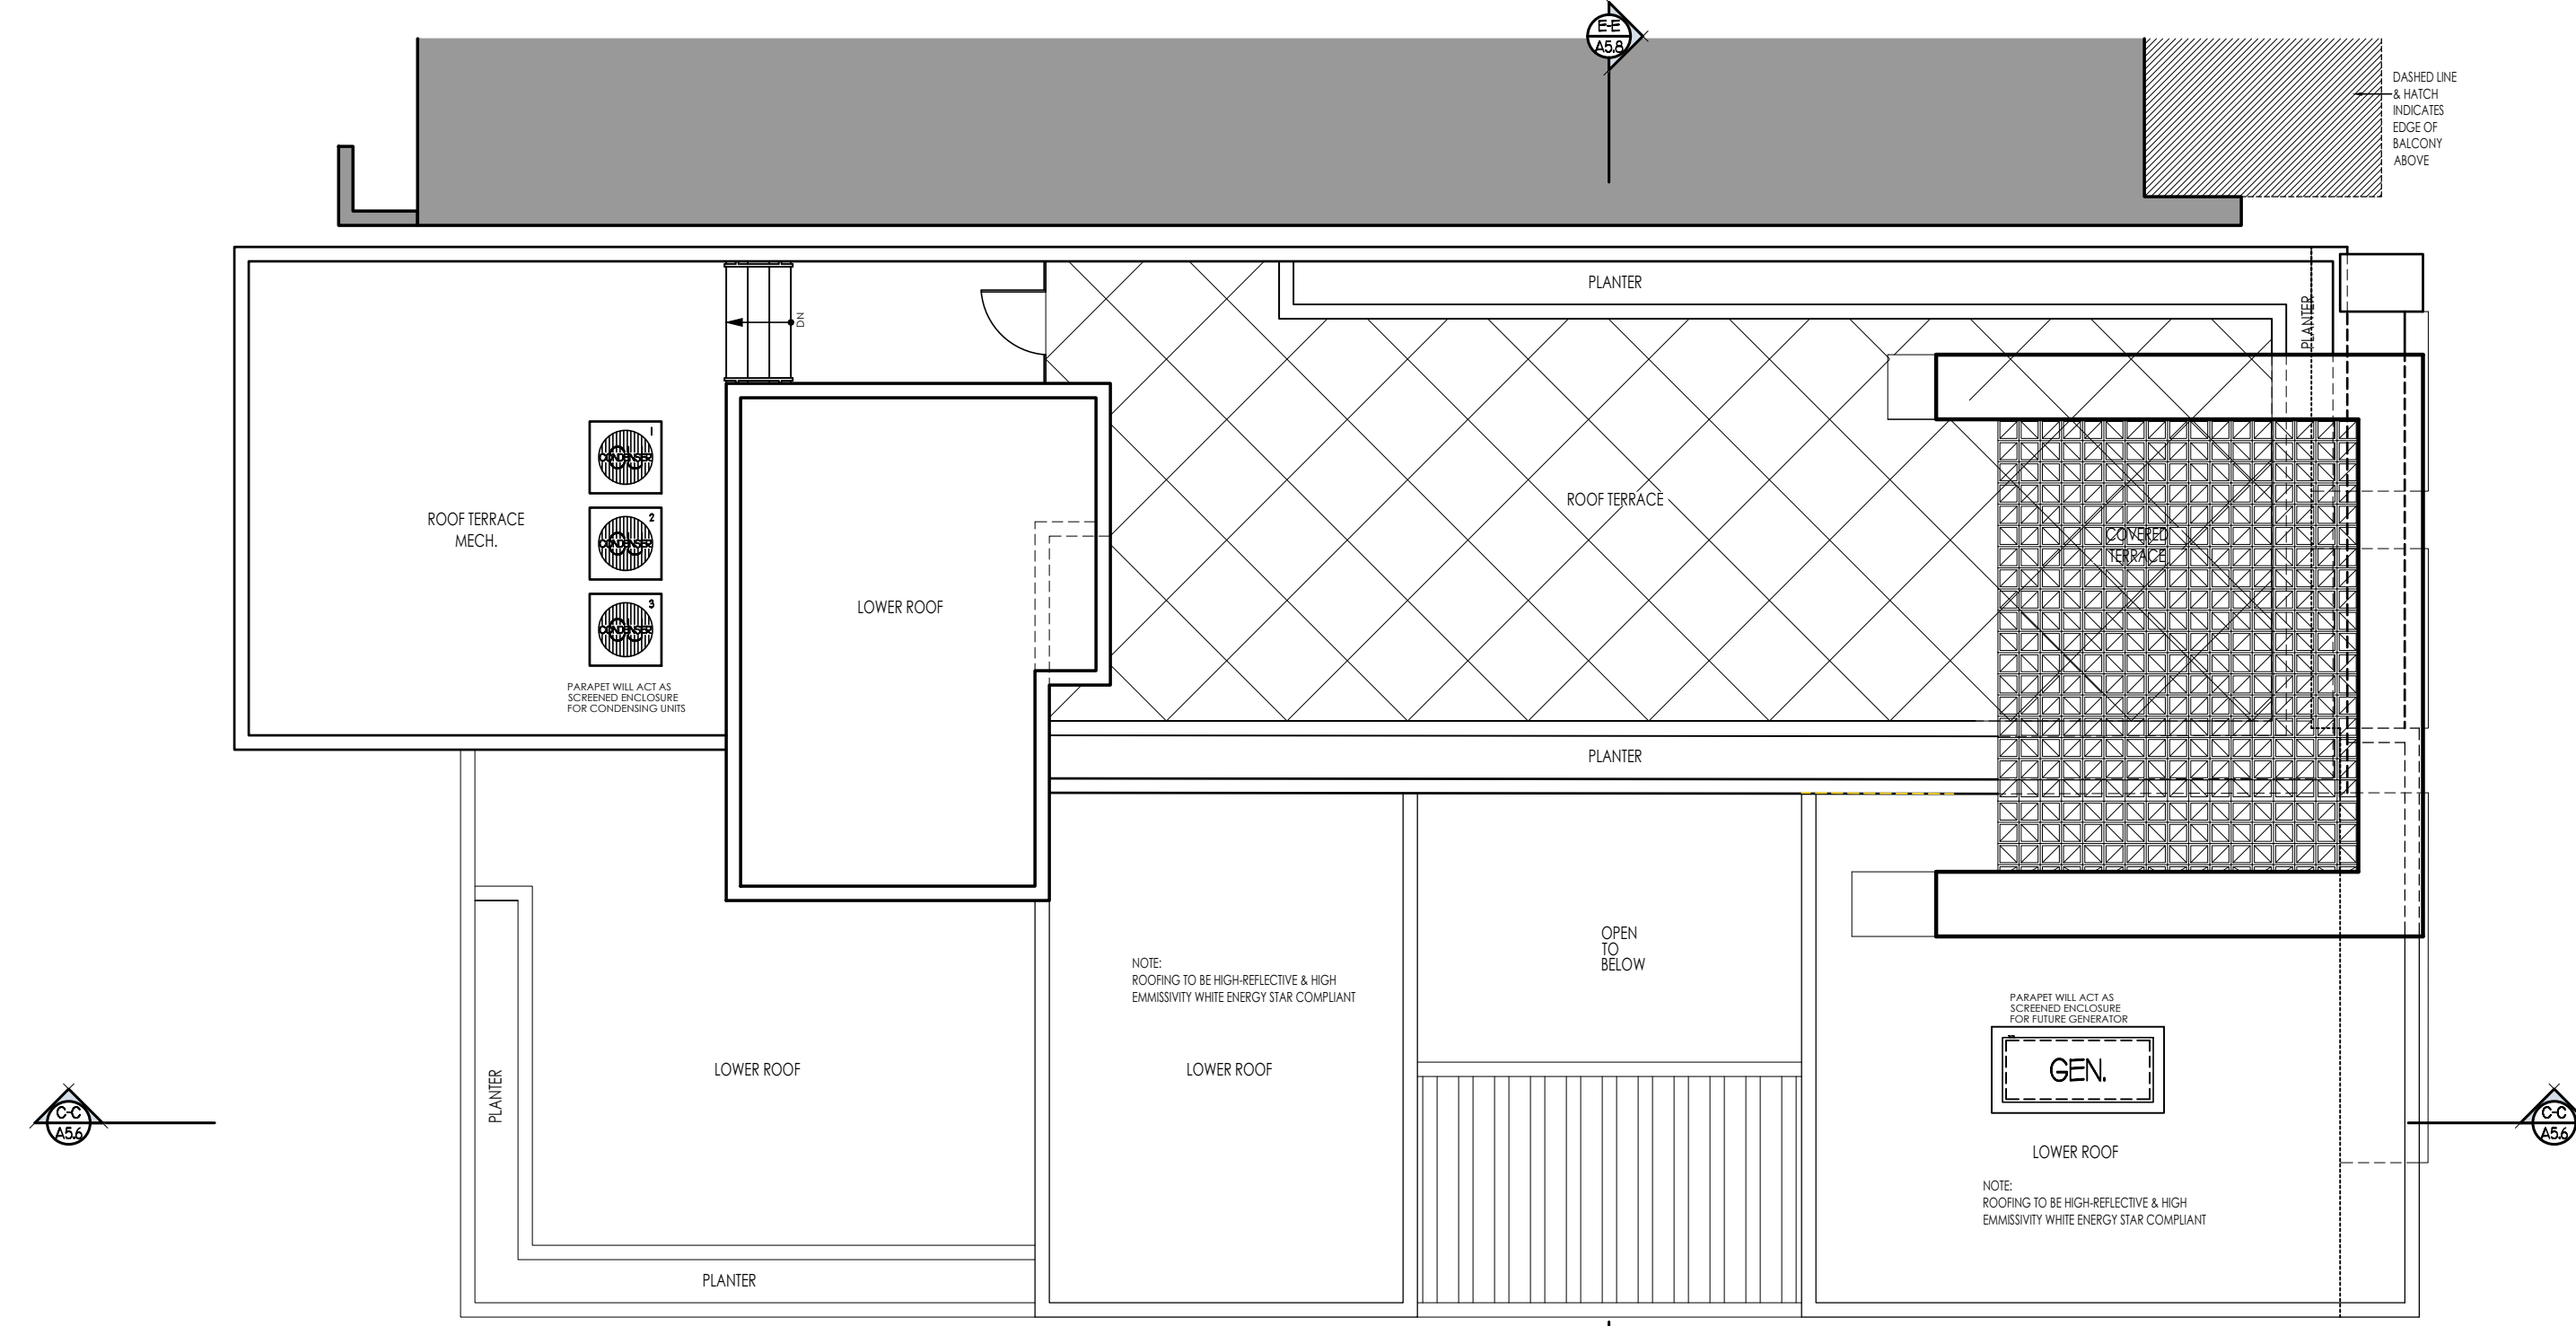 E-E
A5.8
DASHED LINE
& HATCH
INDICATES
EDGE OF
BALCONY
ABOVE
PLANTER
PLANTER
DN
1
CONDENSER
2
CONDENSER
3
CONDENSER
ROOF TERRACE
MECH.
PARAPET WILL ACT AS
SCREENED ENCLOSURE
FOR CONDENSING UNITS
LOWER ROOF
ROOF TERRACE
COVERED
TERRACE
PLANTER
OPEN
TO
BELOW
NOTE:
ROOFING TO BE HIGH-REFLECTIVE & HIGH
EMMISSIVITY WHITE ENERGY STAR COMPLIANT
PARAPET WILL ACT AS
SCREENED ENCLOSURE
FOR FUTURE GENERATOR
GEN.
LOWER ROOF
LOWER ROOF
PLANTER
C-C
A5.6
C-C
A5.6
LOWER ROOF
NOTE:
ROOFING TO BE HIGH-REFLECTIVE & HIGH
EMMISSIVITY WHITE ENERGY STAR COMPLIANT
PLANTER